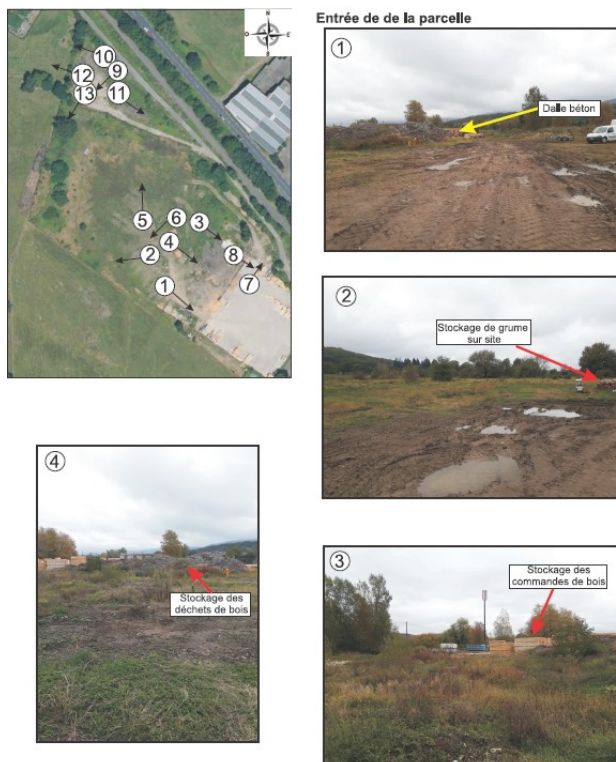 Entrée de de la parcelle
N
O
E
S
10
12
9
13
11
5
6
3
4
2
8
1
7
1
Dalle béton
2
Stockage de grume
sur site
4
Stockage des
déchets de bois
3
Stockage des
commandes de bois